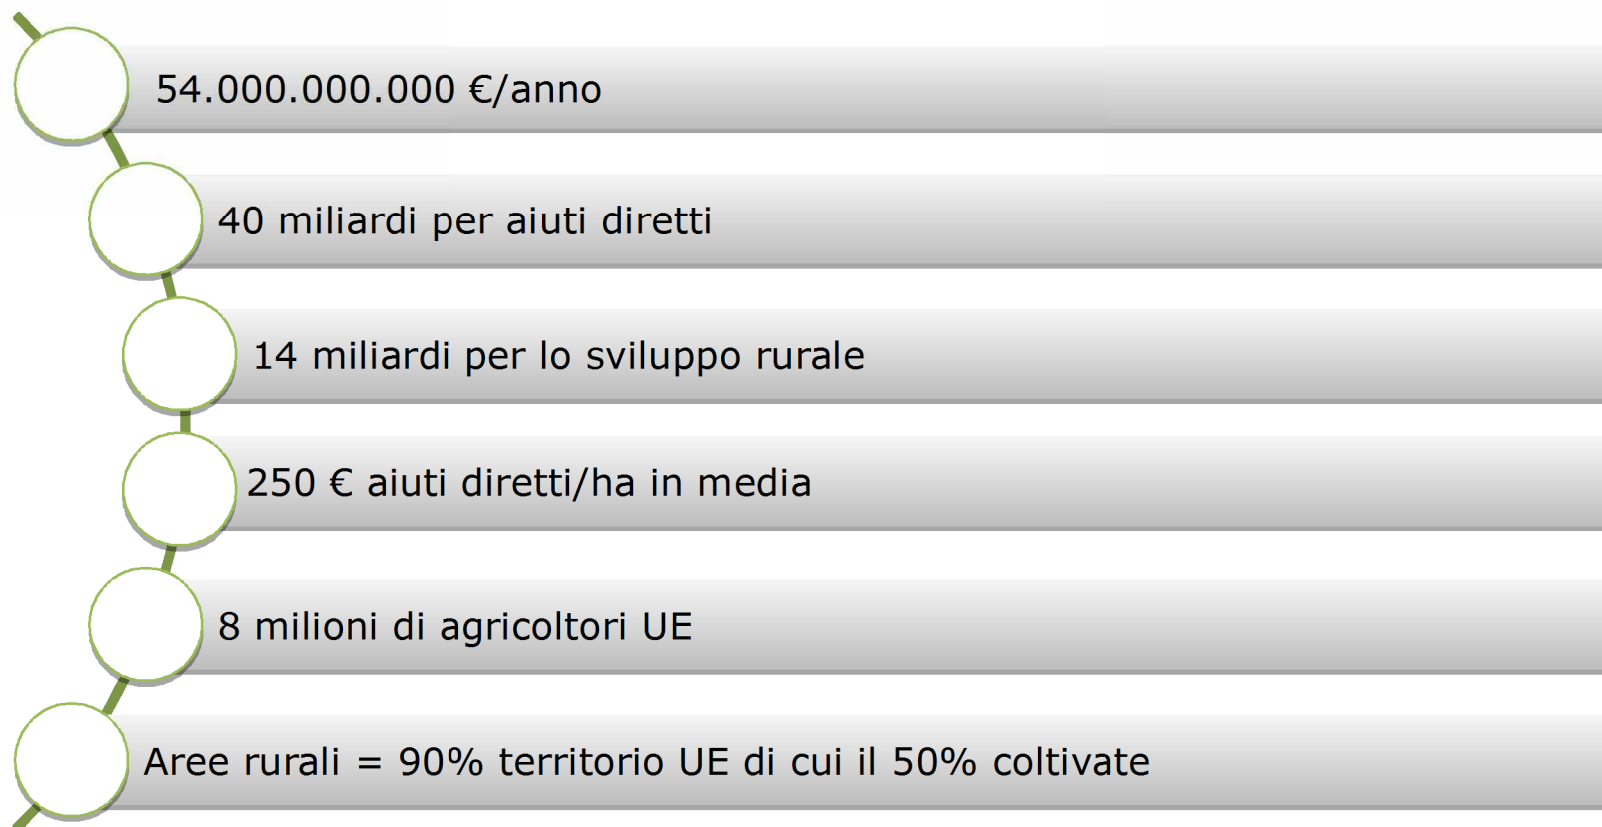 54.000.000.000 €/anno
40 miliardi per aiuti diretti
14 miliardi per lo sviluppo rurale
250 € aiuti diretti/ha in media
8 milioni di agricoltori UE
Aree rurali = 90% territorio UE di cui il 50% coltivate